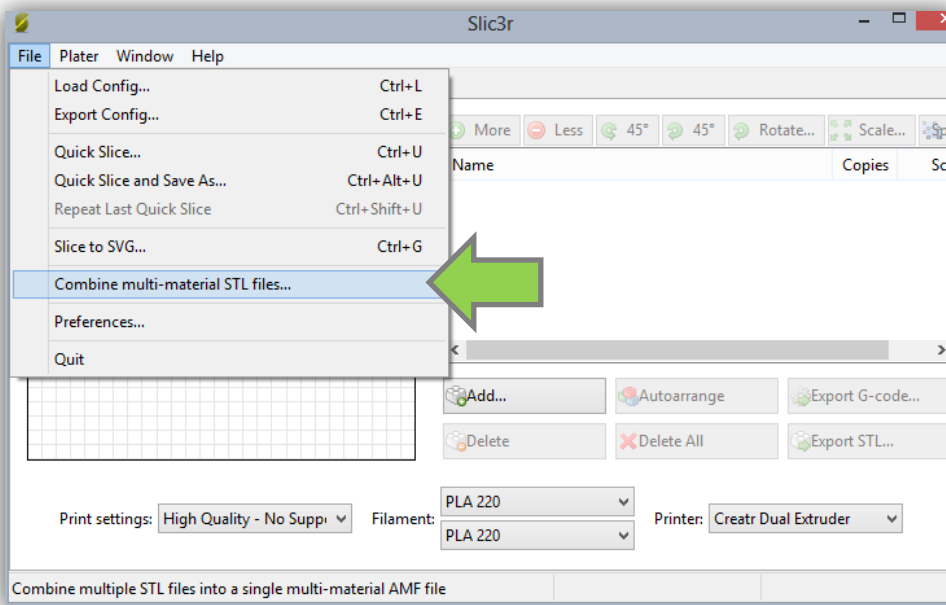 Slic3r
File Plater Window Help
Load Config... Ctrl+L
Export Config... Ctrl+E
Quick Slice... Ctrl+U
Quick Slice and Save As... Ctrl+Alt+U
Repeat Last Quick Slice Ctrl+Shift+U
Slice to SVG... Ctrl+G
Combine multi-material STL files...
Preferences...
Quit
More Less 45° 45° Rotate... Scale...
Name Copies
Add... Autoarrange Export G-code...
Delete Delete All Export STL...
Print settings: High Quality - No Supp Filament: PLA 220 Printer: Creatr Dual Extruder
PLA 220
Combine multiple STL files into a single multi-material AMF file